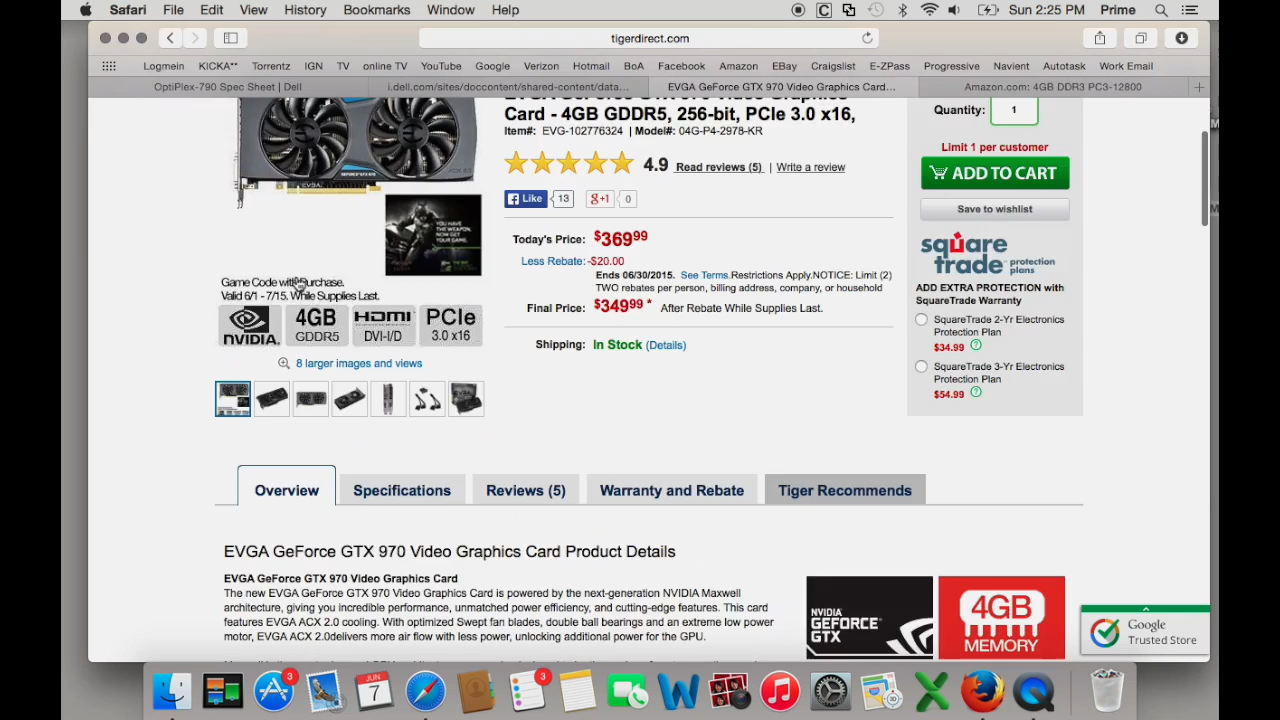 Safari File Edit View History Bookmarks Window Help
Sun 2:25 PM Prime
tigerdirect.com
Logmein KICKA** Torrentz IGN TV online TV YouTube Google Verizon Hotmail BoA Facebook Amazon EBay Craigslist E-ZPass Progressive Navient Autotask Work Email
OptiPlex-790 Spec Sheet | Dell
i.dell.com/sites/doccontent/shared-content/data...
EVGA GeForce GTX 970 Video Graphics Card...
Amazon.com: 4GB DDR3 PC3-12800
Card - 4GB GDDR5, 256-bit, PCIe 3.0 x16,
Item#: EVG-102776324 | Model#: 04G-P4-2978-KR
4.9 Read reviews (5) | Write a review
Like 13 g+1 0
Today's Price: $369.99
Less Rebate: -$20.00
Ends 06/30/2015. See Terms.Restrictions Apply.NOTICE: Limit (2)
TWO rebates per person, billing address, company, or household
Final Price: $349.99 * After Rebate While Supplies Last.
Shipping: In Stock (Details)
YOU HAVE
THE WEAPON.
NOW GET
YOUR GAME.
Game Code with Purchase.
Valid 6/1 - 7/15. While Supplies Last.
NVIDIA.
4GB
GDDR5
HDMI
DVI-I/D
PCIe
3.0 x16
8 larger images and views
Quantity: 1
Limit 1 per customer
ADD TO CART
Save to wishlist
square
trade
protection
plans
ADD EXTRA PROTECTION with
SquareTrade Warranty
SquareTrade 2-Yr Electronics
Protection Plan
$34.99
SquareTrade 3-Yr Electronics
Protection Plan
$54.99
Overview
Specifications
Reviews (5)
Warranty and Rebate
Tiger Recommends
EVGA GeForce GTX 970 Video Graphics Card Product Details
EVGA GeForce GTX 970 Video Graphics Card
The new EVGA GeForce GTX 970 Video Graphics Card is powered by the next-generation NVIDIA Maxwell
architecture, giving you incredible performance, unmatched power efficiency, and cutting-edge features. This card
features EVGA ACX 2.0 cooling. With optimized Swept fan blades, double ball bearings and an extreme low power
motor, EVGA ACX 2.0delivers more air flow with less power, unlocking additional power for the GPU.
NVIDIA
GEFORCE
GTX
4GB
MEMORY
Google
Trusted Store
3
JUN
7
3